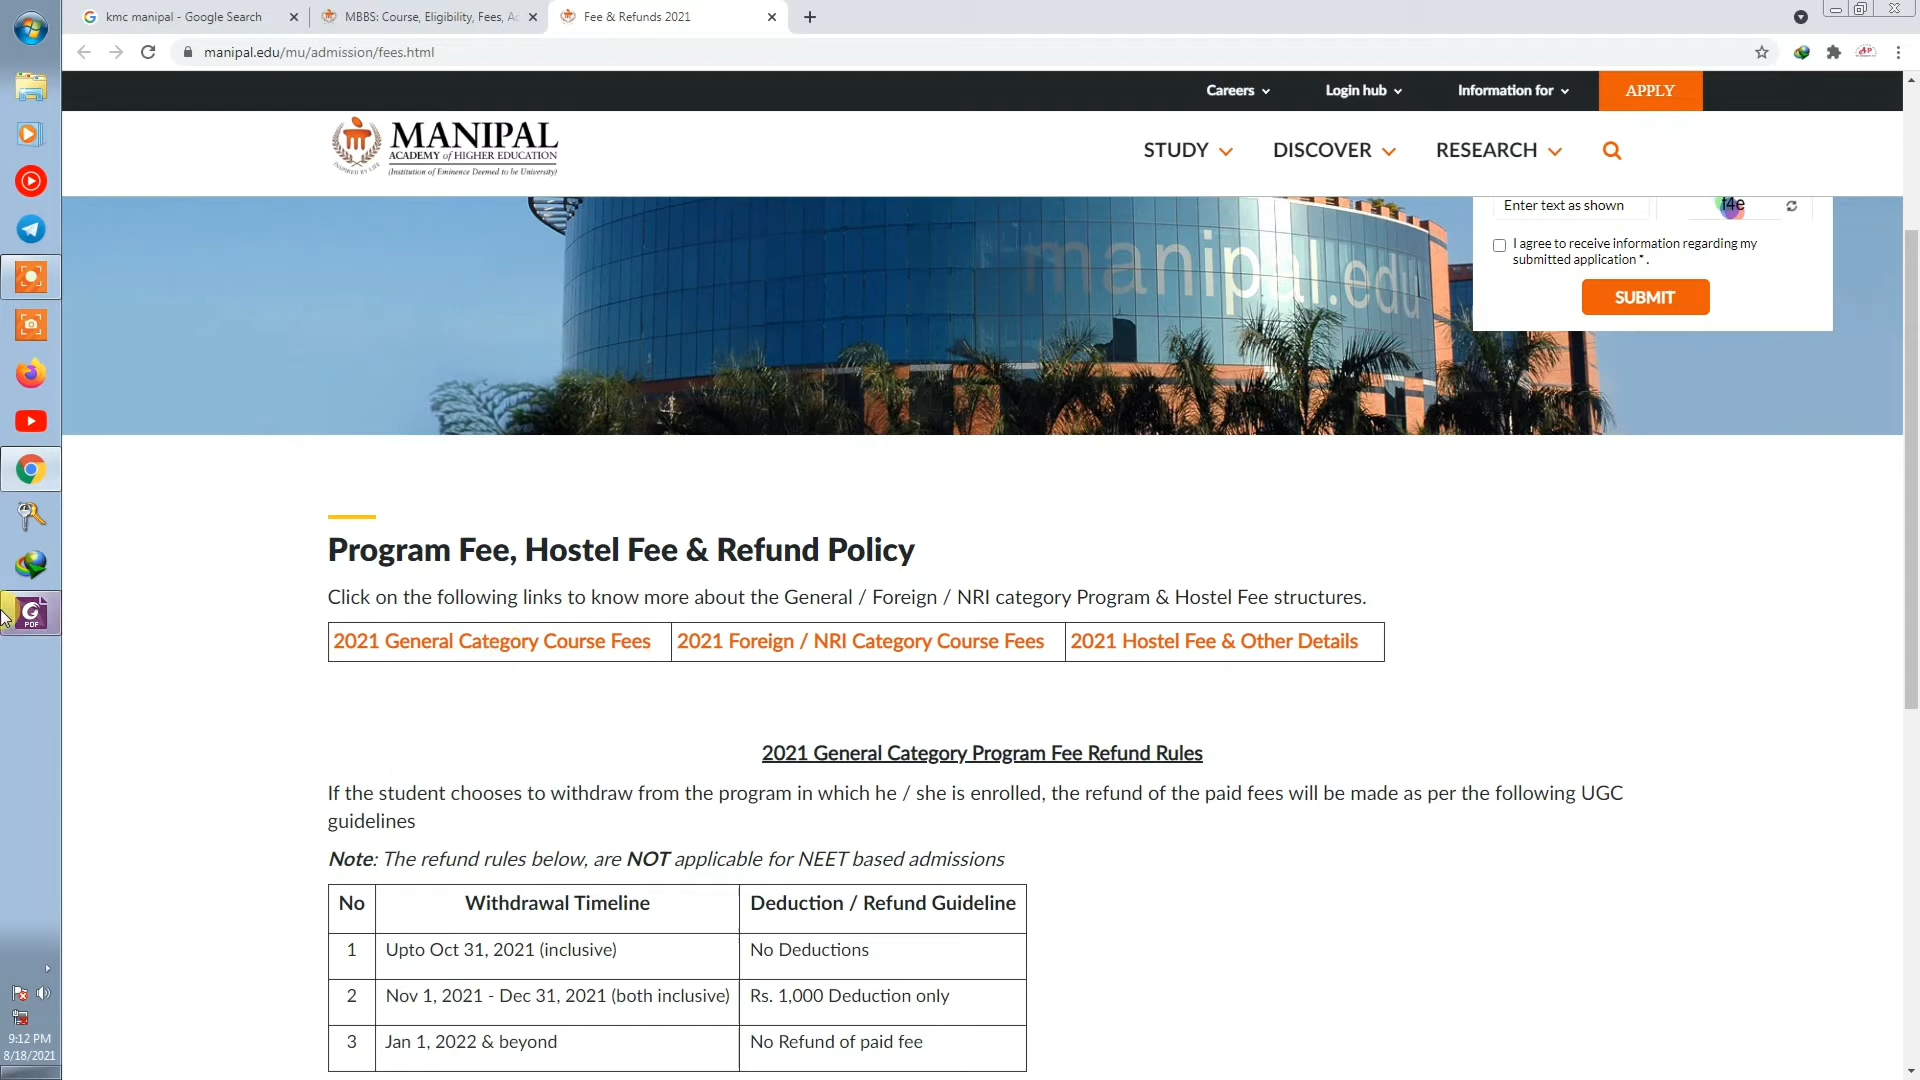 kmc manipal - Google Search
MBBS: Course, Eligibility, Fees, Ac
Fee & Refunds 2021
manipal.edu/mu/admission/fees.html
Careers
Login hub
Information for
APPLY
MANIPAL
ACADEMY of HIGHER EDUCATION
(Institution of Eminence Deemed to be University)
INSPIRED BY LIFE
STUDY
DISCOVER
RESEARCH
manipal.edu
Enter text as shown
f4e
I agree to receive information regarding my
submitted application * .
SUBMIT
Program Fee, Hostel Fee & Refund Policy
Click on the following links to know more about the General / Foreign / NRI category Program & Hostel Fee structures.
2021 General Category Course Fees
2021 Foreign / NRI Category Course Fees
2021 Hostel Fee & Other Details
2021 General Category Program Fee Refund Rules
If the student chooses to withdraw from the program in which he / she is enrolled, the refund of the paid fees will be made as per the following UGC
guidelines
Note: The refund rules below, are NOT applicable for NEET based admissions
No Withdrawal Timeline Deduction / Refund Guideline
1 Upto Oct 31, 2021 (inclusive) No Deductions
2 Nov 1, 2021 - Dec 31, 2021 (both inclusive) Rs. 1,000 Deduction only
3 Jan 1, 2022 & beyond No Refund of paid fee
PDF
9:12 PM
8/18/2021